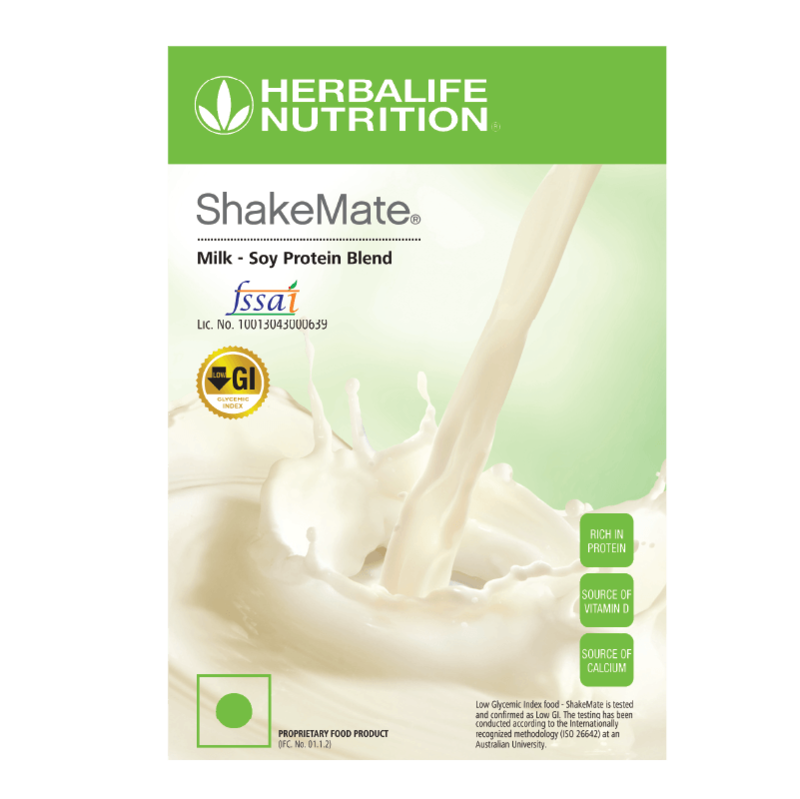 HERBALIFE
NUTRITION®
ShakeMate®
Milk - Soy Protein Blend
fssai
Lic. No. 10013043000639
LOW GI
GLYCEMIC
INDEX
RICH IN
PROTEIN
SOURCE OF
VITAMIN D
SOURCE OF
CALCIUM
Low Glycemic Index food - ShakeMate is tested
and confirmed as Low GI. The testing has been
conducted according to the Internationally
recognized methodology (ISO 26642) at an
Australian University.
PROPRIETARY FOOD PRODUCT
(IFC. No. 01.1.2)